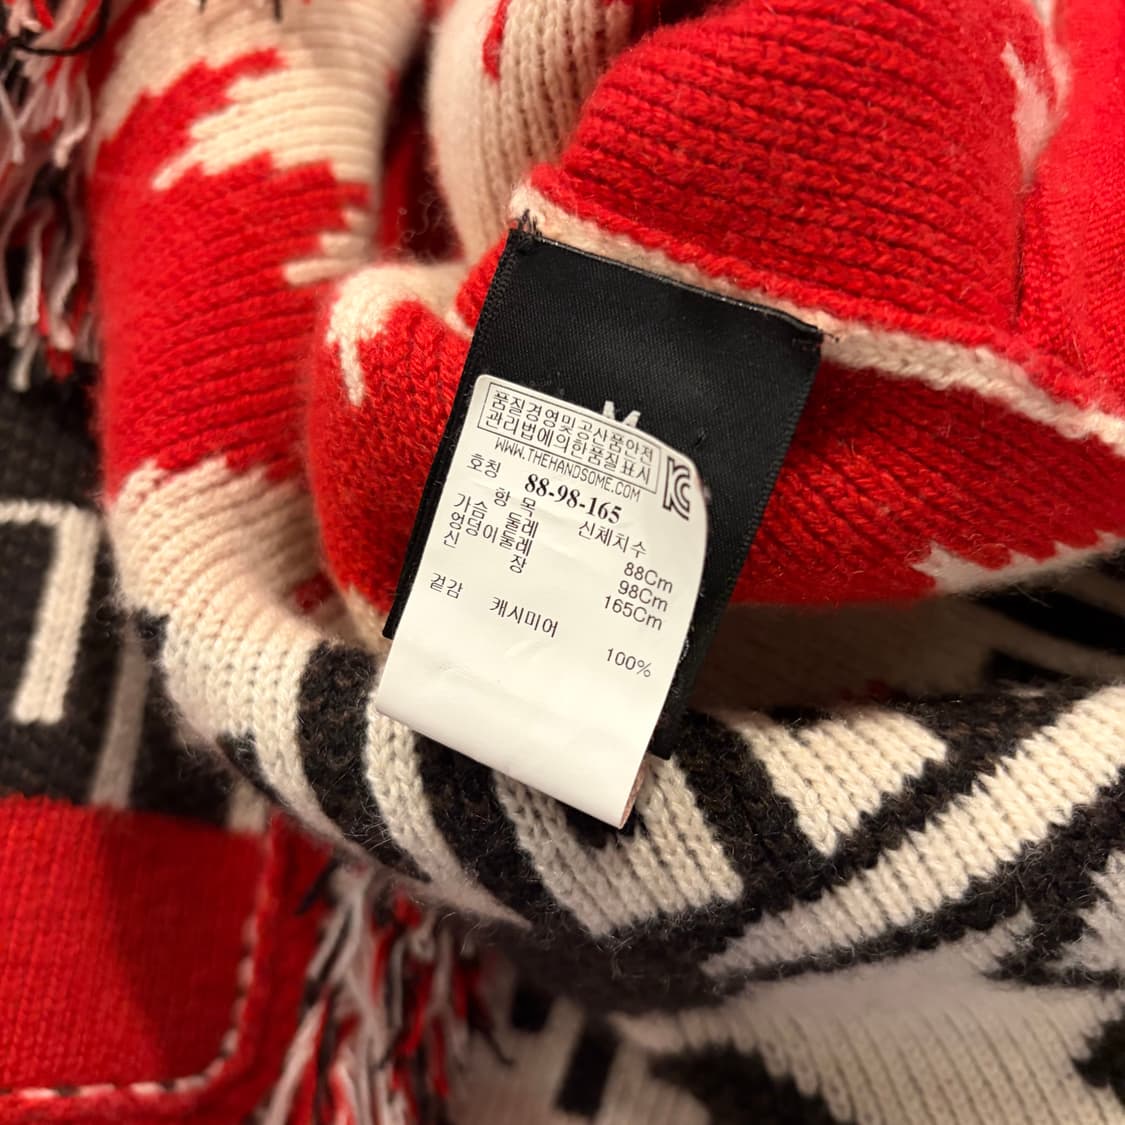 M
품질경영및공산품안전
관리법에의한품질표시
WWW.THEHANDSOME.COM
호칭 88-98-165
항 목 신체치수
가슴 둘레 88Cm
엉덩이둘레 98Cm
신 장 165Cm
겉감 캐시미어 100%